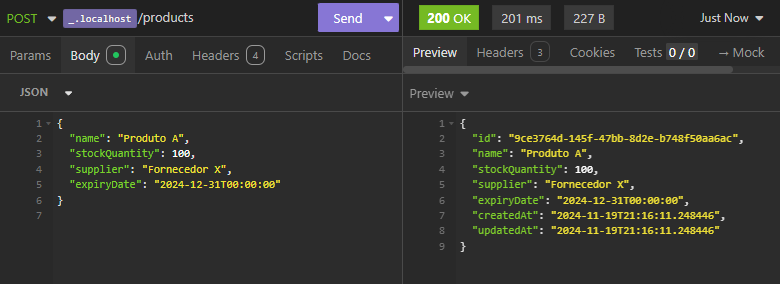 POST _.localhost /products Send
200 OK 201 ms 227 B Just Now
Params Body Auth Headers 4 Scripts Docs
Preview Headers 3 Cookies Tests 0 / 0 → Mock
JSON
Preview
1 {
2 "name": "Produto A",
3 "stockQuantity": 100,
4 "supplier": "Fornecedor X",
5 "expiryDate": "2024-12-31T00:00:00"
6 }
7
1 {
2 "id": "9ce3764d-145f-47bb-8d2e-b748f50aa6ac",
3 "name": "Produto A",
4 "stockQuantity": 100,
5 "supplier": "Fornecedor X",
6 "expiryDate": "2024-12-31T00:00:00",
7 "createdAt": "2024-11-19T21:16:11.248446",
8 "updatedAt": "2024-11-19T21:16:11.248446"
9 }